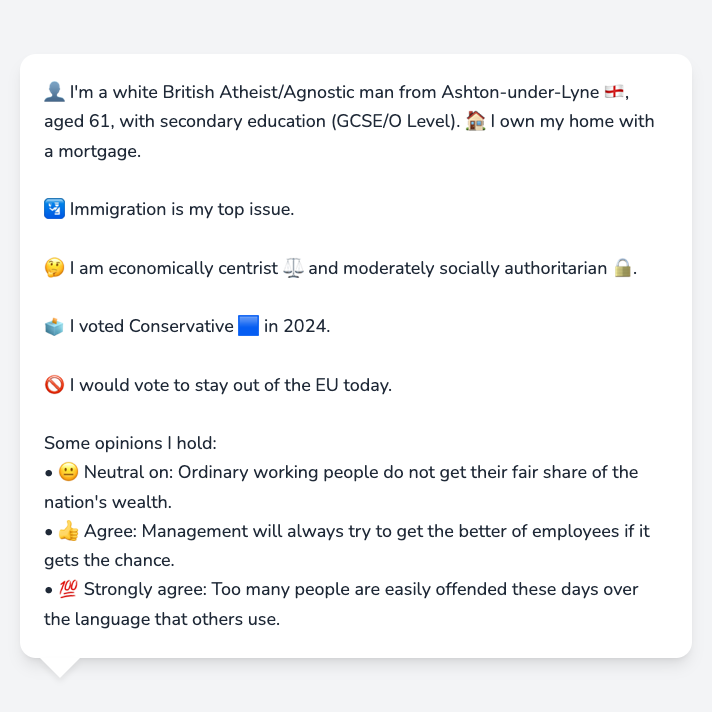 👤 I'm a white British Atheist/Agnostic man from Ashton-under-Lyne 🏴󠁧󠁢󠁥󠁮󠁧󠁿,
aged 61, with secondary education (GCSE/O Level). 🏠 I own my home with
a mortgage.
🛂 Immigration is my top issue.
🤔 I am economically centrist ⚖️ and moderately socially authoritarian 🔒.
🗳️ I voted Conservative 🟦 in 2024.
🚫 I would vote to stay out of the EU today.
Some opinions I hold:
• 😐 Neutral on: Ordinary working people do not get their fair share of the
nation's wealth.
• 👍 Agree: Management will always try to get the better of employees if it
gets the chance.
• 💯 Strongly agree: Too many people are easily offended these days over
the language that others use.